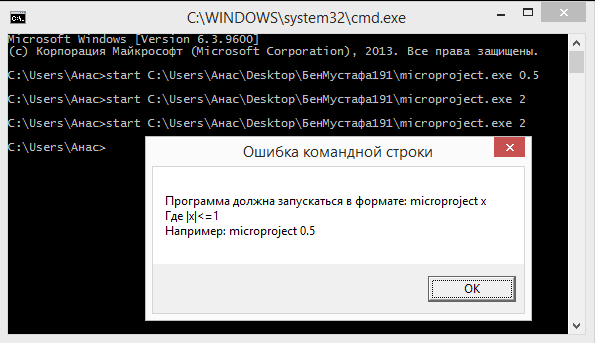 C:\WINDOWS\system32\cmd.exe
Microsoft Windows [Version 6.3.9600]
(c) Корпорация Майкрософт (Microsoft Corporation), 2013. Все права защищены.
C:\Users\Анас>start C:\Users\Анас\Desktop\БенМустафа191\microproject.exe 0.5
C:\Users\Анас>start C:\Users\Анас\Desktop\БенМустафа191\microproject.exe 2
C:\Users\Анас>start C:\Users\Анас\Desktop\БенМустафа191\microproject.exe 2
C:\Users\Анас>
Ошибка командной строки
Программа должна запускаться в формате: microproject x
Где |x|<=1
Например: microproject 0.5
OK